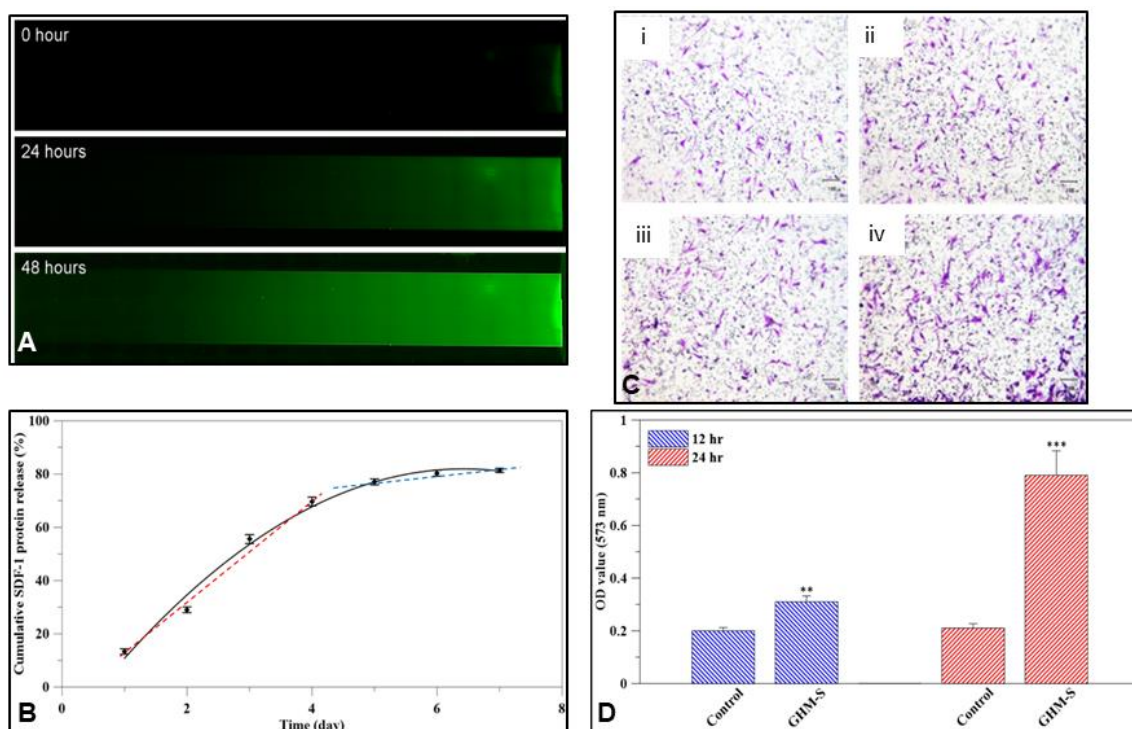 0 hour
24 hours
48 hours
A
i
ii
iii
iv
C
100
80
60
40
20
0
Cumulative SDF-1 protein release (%)
0 2 4 6 8
Time (day)
B
1
0.8
0.6
0.4
0.2
0
OD value (573 nm)
12 hr
24 hr
**
***
Control
GHM-S
Control
GHM-S
D